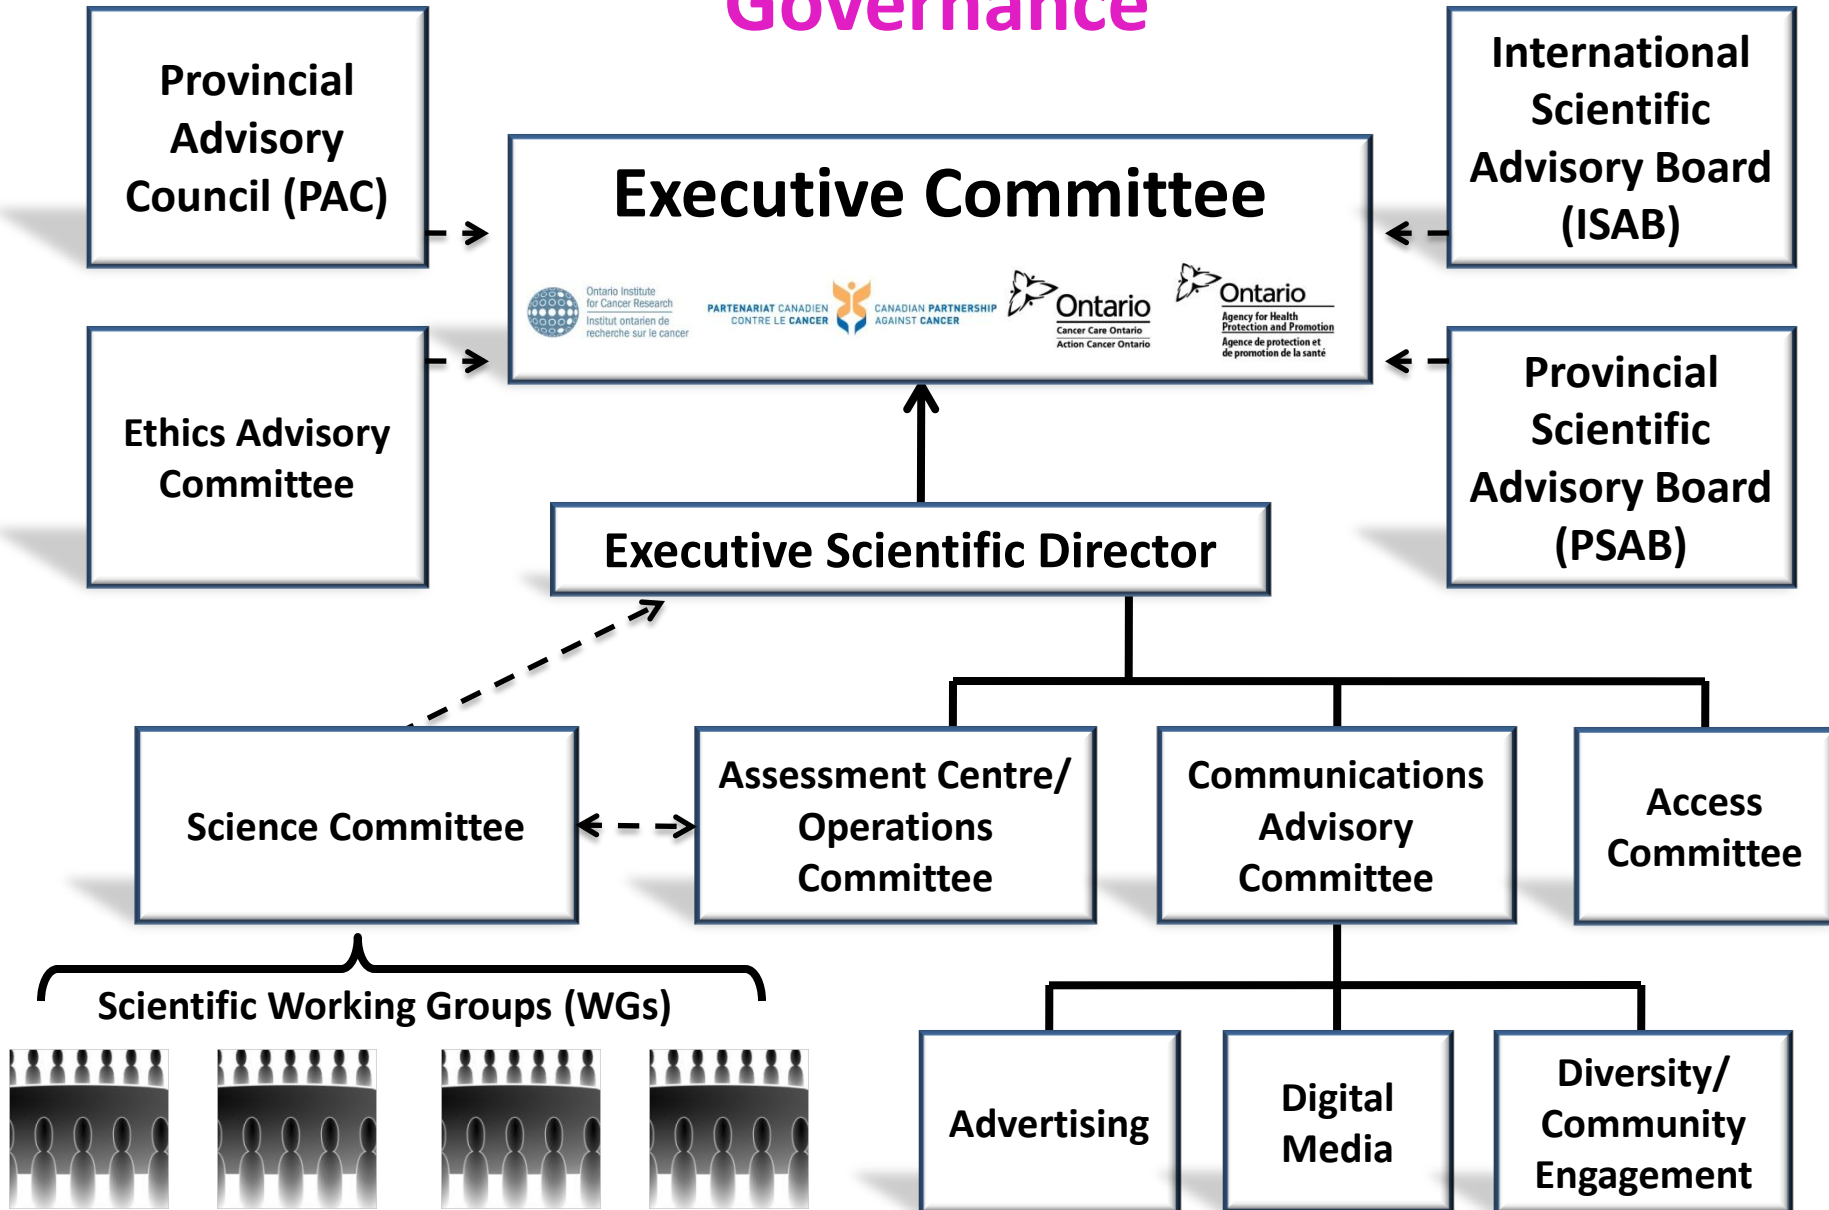 Governance
Provincial
Advisory
Council (PAC)
International
Scientific
Advisory Board
(ISAB)
Executive Committee
Ontario Institute
for Cancer Research
Institut ontarien de
recherche sur le cancer
PARTENARIAT CANADIEN
CONTRE LE CANCER
CANADIAN PARTNERSHIP
AGAINST CANCER
Ontario
Cancer Care Ontario
Action Cancer Ontario
Ontario
Agency for Health
Protection and Promotion
Agence de protection et
de promotion de la santé
Ethics Advisory
Committee
Provincial
Scientific
Advisory Board
(PSAB)
Executive Scientific Director
Science Committee
Assessment Centre/
Operations
Committee
Communications
Advisory
Committee
Access
Committee
Scientific Working Groups (WGs)
Advertising
Digital
Media
Diversity/
Community
Engagement